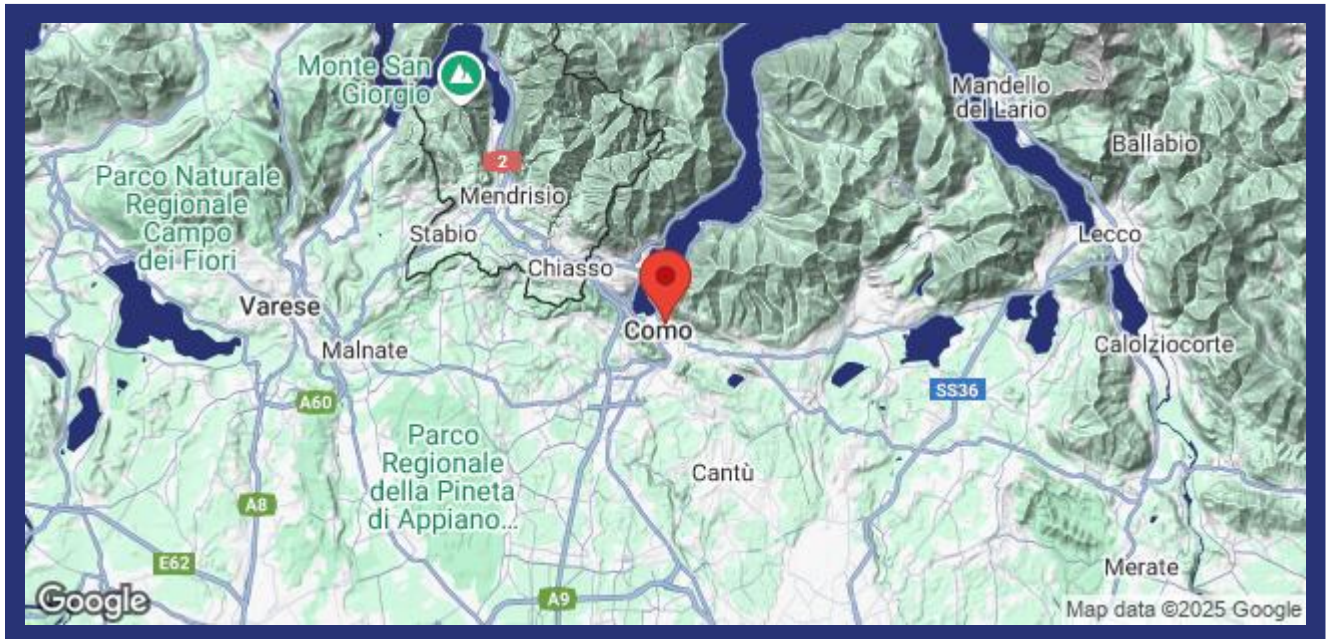 Monte San
Giorgio
Mandello
del Lario
Ballabio
2
Parco Naturale
Regionale
Campo
dei Fiori
Mendrisio
Stabio
Lecco
Chiasso
Varese
Como
Malnate
Calolziocorte
SS36
A60
Parco
Regionale
della Pineta
di Appiano...
Cantù
A8
E62
Merate
A9
Google
Map data ©2025 Google